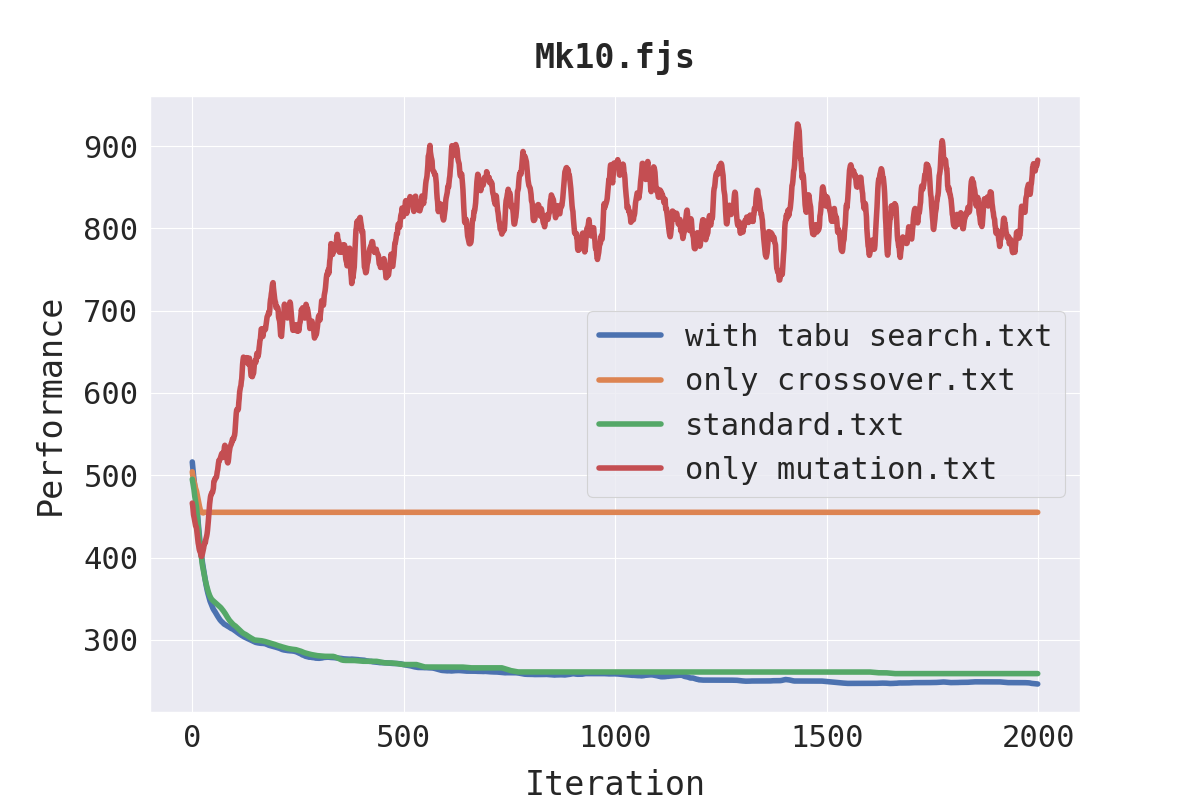 Mk10.fjs
Performance
900
800
700
600
500
400
300
with tabu search.txt
only crossover.txt
standard.txt
only mutation.txt
0 500 1000 1500 2000
Iteration